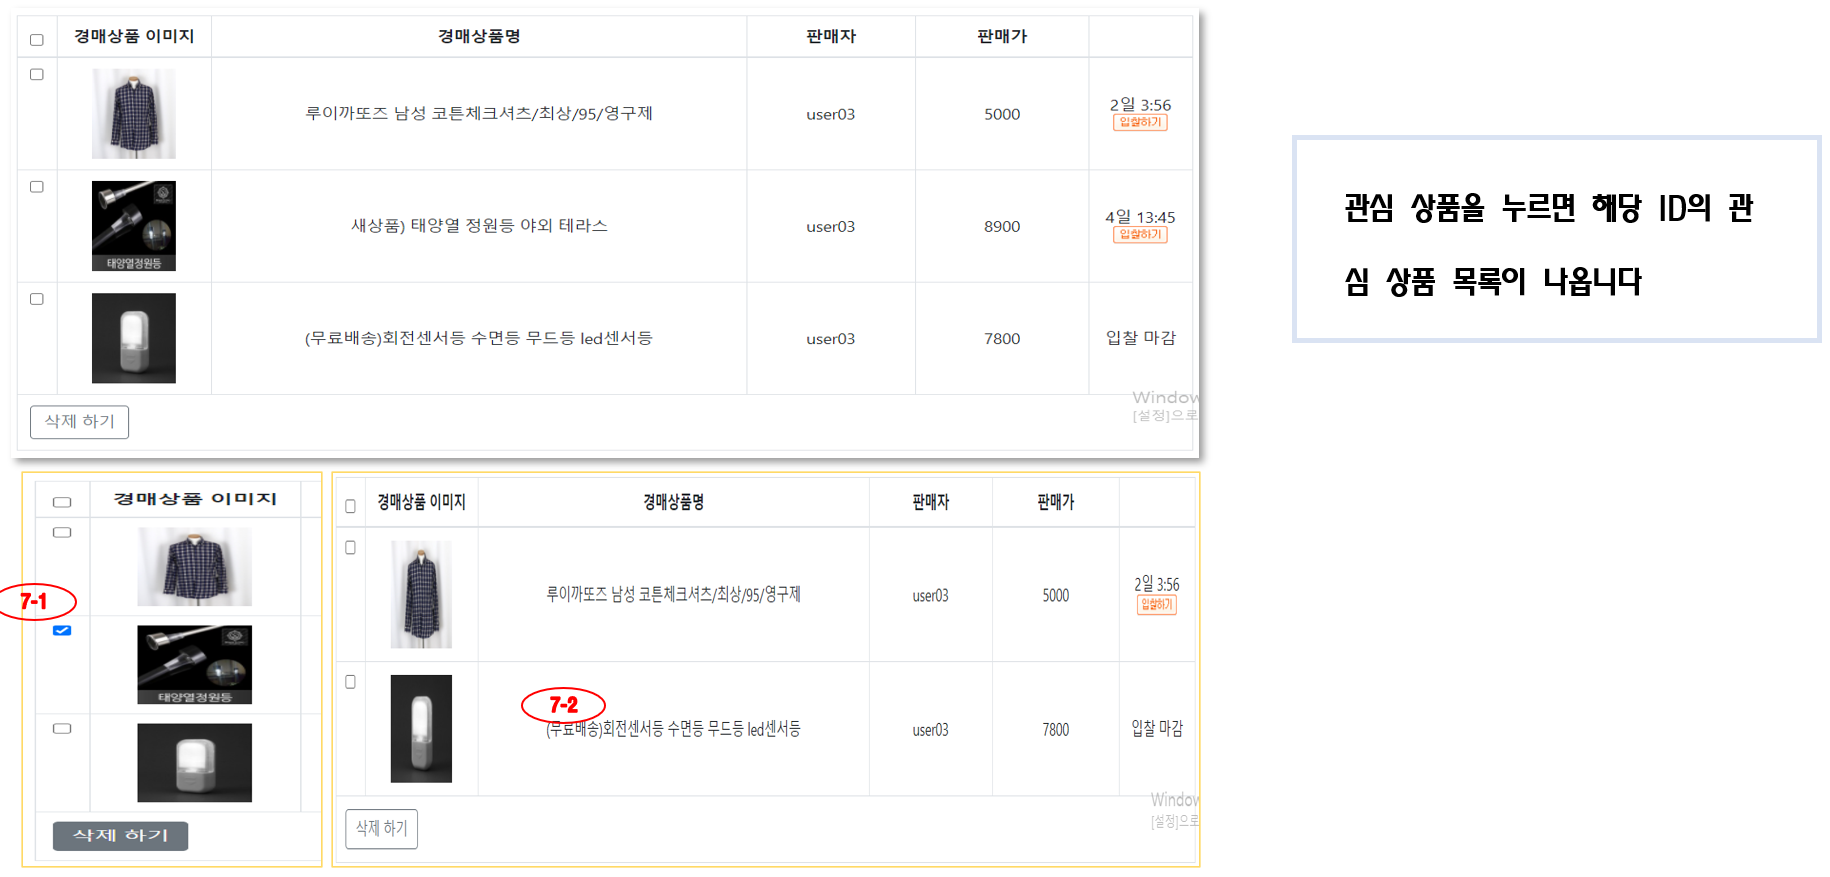 경매상품 이미지 경매상품명 판매자 판매가
루이까또즈 남성 코튼체크셔츠/최상/95/영구제 user03 5000 2일 3:56
입찰하기
태양열정원등
새상품) 태양열 정원등 야외 테라스 user03 8900 4일 13:45
입찰하기
(무료배송)회전센서등 수면등 무드등 led센서등 user03 7800 입찰 마감
삭제 하기
Window
[설정]으로
관심 상품을 누르면 해당 ID의 관
심 상품 목록이 나옵니다
경매상품 이미지
7-1
태양열정원등
삭제 하기
경매상품 이미지 경매상품명 판매자 판매가
루이까또즈 남성 코튼체크셔츠/최상/95/영구제 user03 5000 2일 3:56
입찰하기
7-2
(무료배송)회전센서등 수면등 무드등 led센서등 user03 7800 입찰 마감
삭제 하기
Window
[설정]으로